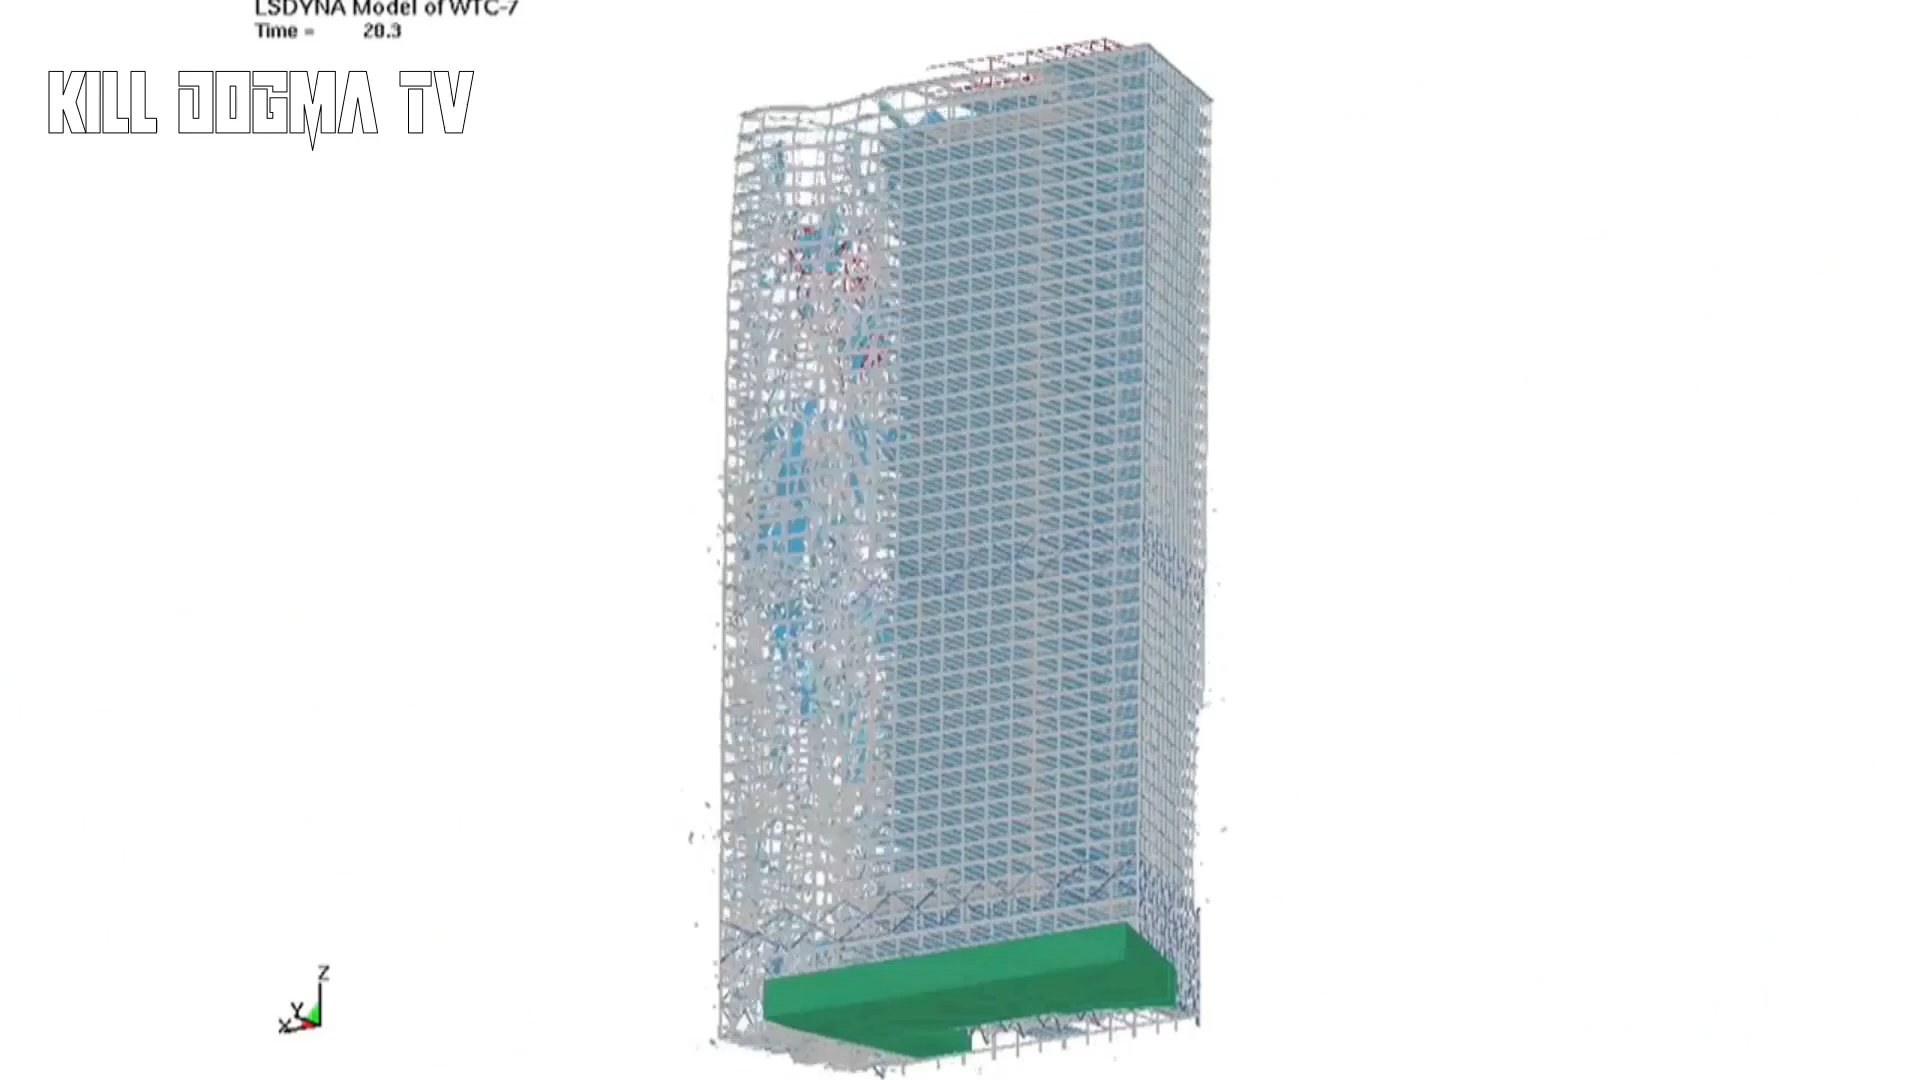 LSDYNA Model of WTC-7
Time = 20.3
KILL DOGMA TV
Z
Y
X